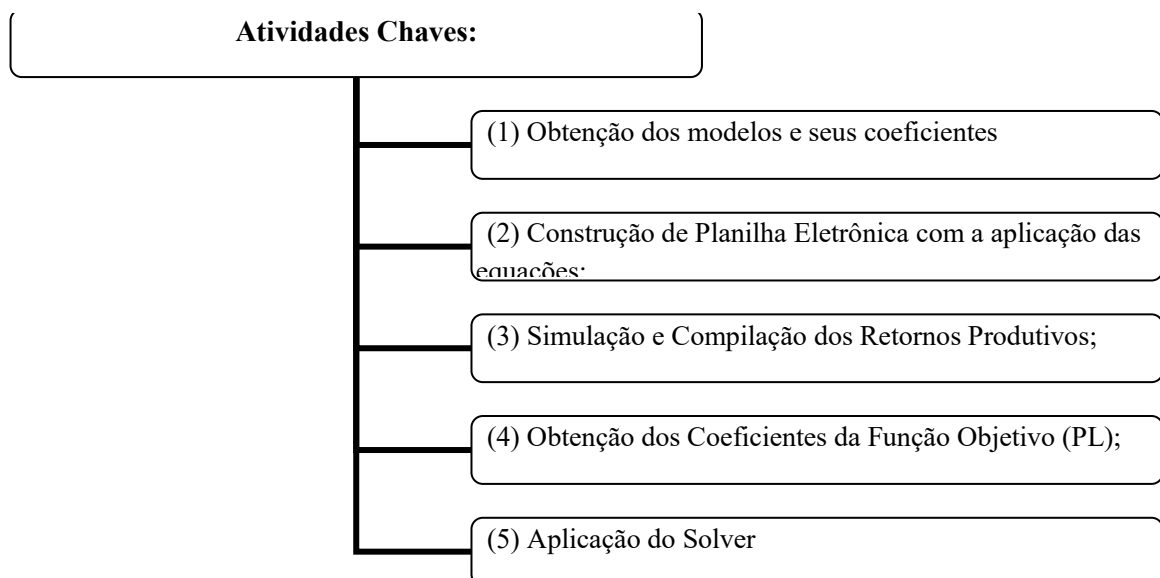 Atividades Chaves:
(1) Obtenção dos modelos e seus coeficientes
(2) Construção de Planilha Eletrônica com a aplicação das
equações;
(3) Simulação e Compilação dos Retornos Produtivos;
(4) Obtenção dos Coeficientes da Função Objetivo (PL);
(5) Aplicação do Solver